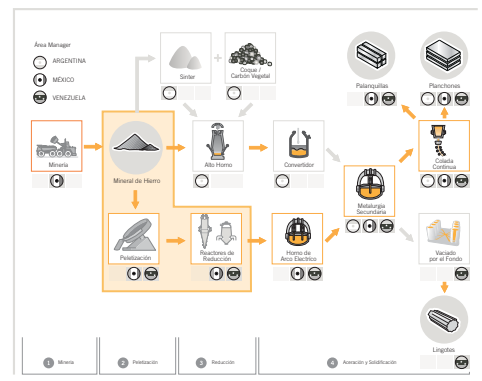 Área Manager
ARGENTINA
MÉXICO
VENEZUELA
Sinter
Coque /
Carbón Vegetal
Palanquillas
Planchones
Minería
Mineral de Hierro
Alto Horno
Convertidor
Colada
Continua
Metalurgia
Secundaria
Peletización
Reactores de
Reducción
Horno de
Arco Eléctrico
Vaciado
por el Fondo
Lingotes
1 Minería
2 Peletización
3 Reducción
4 Aceración y Solidificación